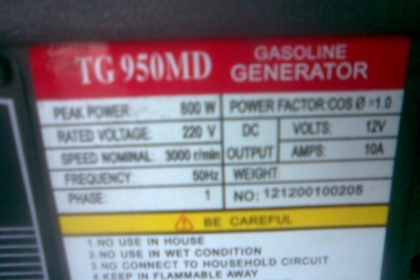 TG 950MD GASOLINE GENERATOR
PEAK POWER: 800 W POWER FACTOR:COS Ø =1.0
RATED VOLTAGE: 220 V DC VOLTS: 12V
SPEED NOMINAL: 3000 r/min OUTPUT AMPS: 10A
FREQUENCY: 50Hz WEIGHT:
PHASE: 1 NO: 121200100205
BE CAREFUL
1.NO USE IN HOUSE
2.NO USE IN WET CONDITION
3.NO CONNECT TO HOUSEHOLD CIRCUIT
4.KEEP IN FLAMMABLE AWAY